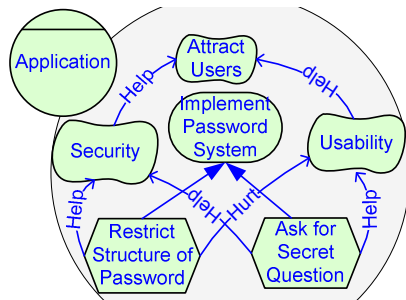 Attract
Users
Application
Help
Help
Implement
Password
System
Security
Usability
Help
Help
Hurt
Help
Restrict
Structure of
Password
Ask for
Secret
Question